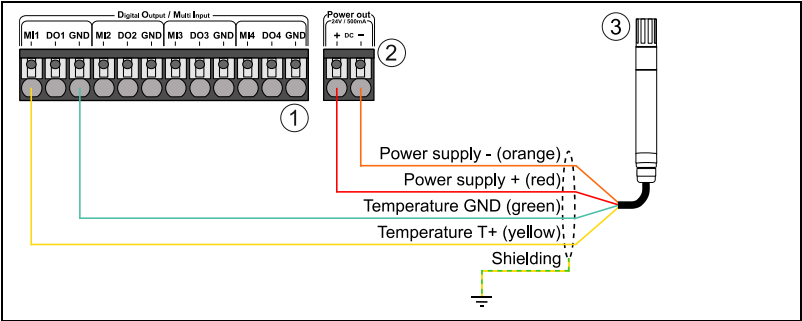 Digital Output / Multi Input
MI1 DO1 GND MI2 DO2 GND MI3 DO3 GND MI4 DO4 GND
Power out
24V / 500mA
+ DC -
1
2
3
Power supply - (orange)
Power supply + (red)
Temperature GND (green)
Temperature T+ (yellow)
Shielding